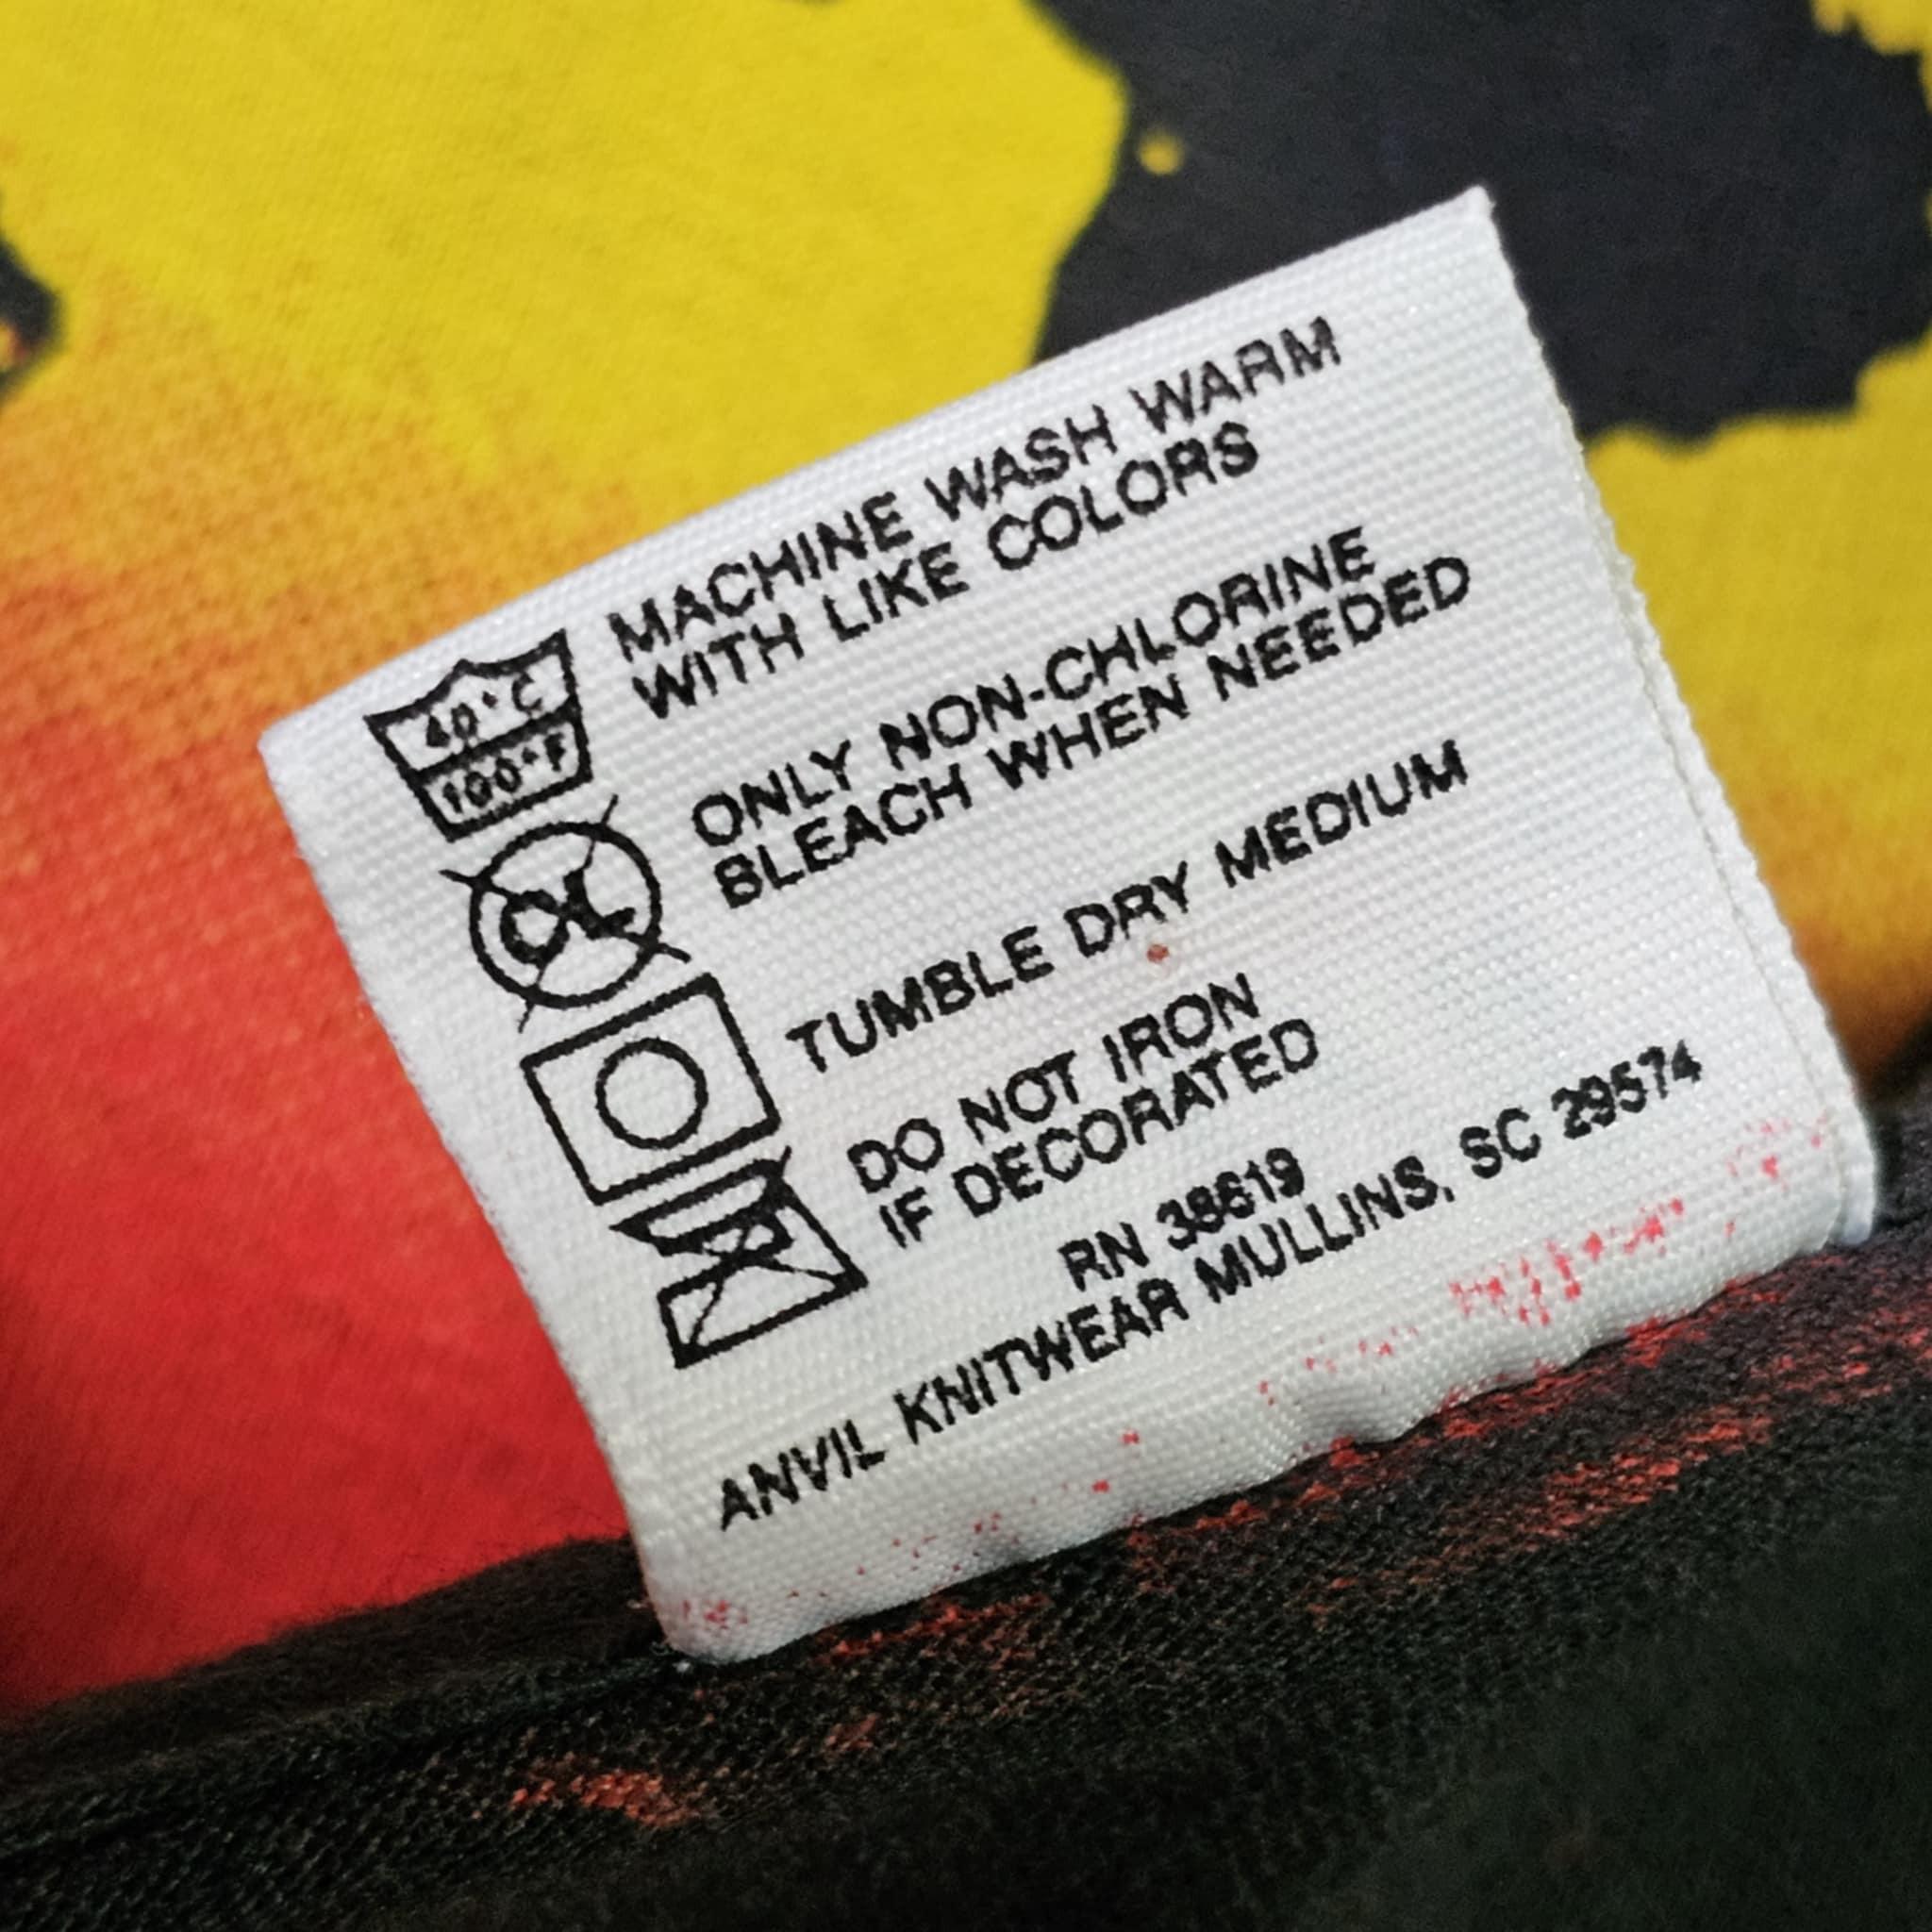 40°C
100°F
MACHINE WASH WARM
WITH LIKE COLORS
CL
ONLY NON-CHLORINE
BLEACH WHEN NEEDED
TUMBLE DRY MEDIUM
DO NOT IRON
IF DECORATED
RN 38619
ANVIL KNITWEAR MULLINS, SC 29574